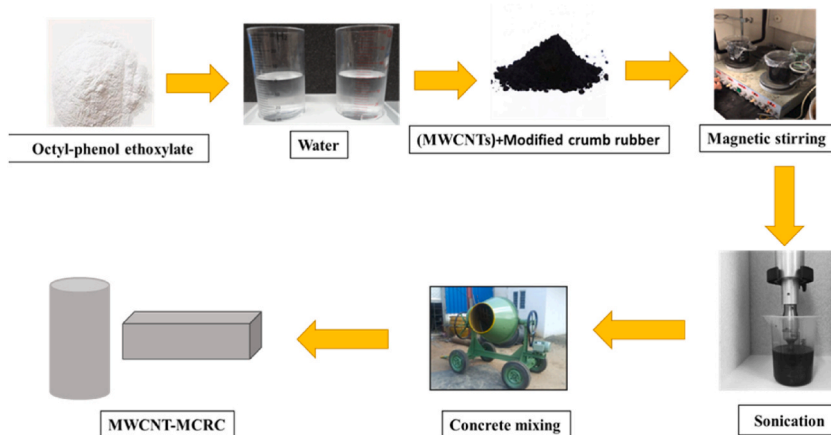 Octyl-phenol ethoxylate
Water
(MWCNTs)+Modified crumb rubber
Magnetic stirring
Sonication
Concrete mixing
MWCNT-MCRC